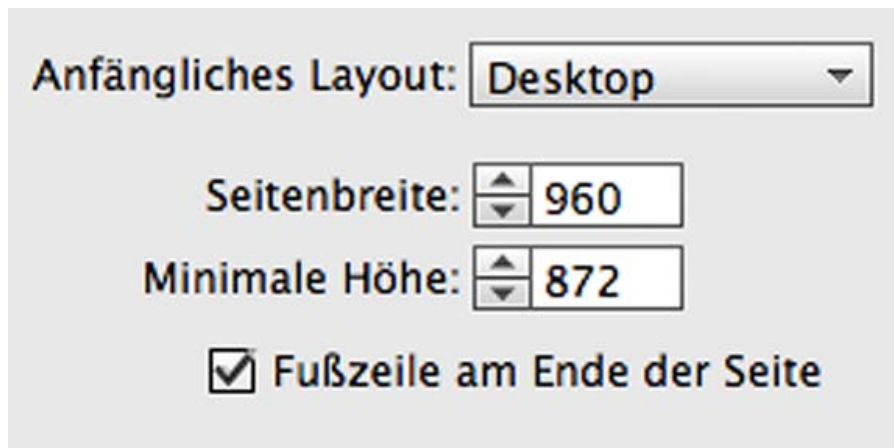 Anfängliches Layout: Desktop
Seitenbreite: 960
Minimale Höhe: 872
Fußzeile am Ende der Seite